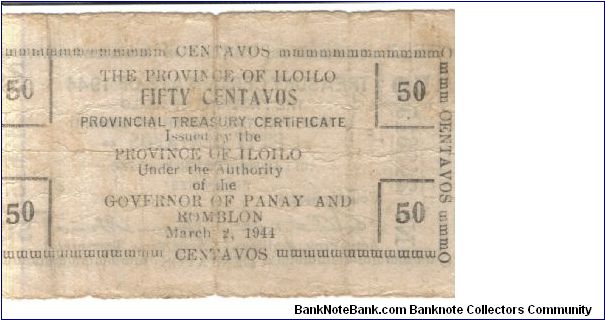 CENTAVOS
THE PROVINCE OF ILOILO
FIFTY CENTAVOS
50 50
PROVINCIAL TREASURY CERTIFICATE
Issued by the
PROVINCE OF ILOILO
Under the Authority
of the
GOVERNOR OF PANAY AND
ROMBLON
50 50
March 2, 1944
CENTAVOS
CENTAVOS
BankNoteBank.com Banknote Collectors Community